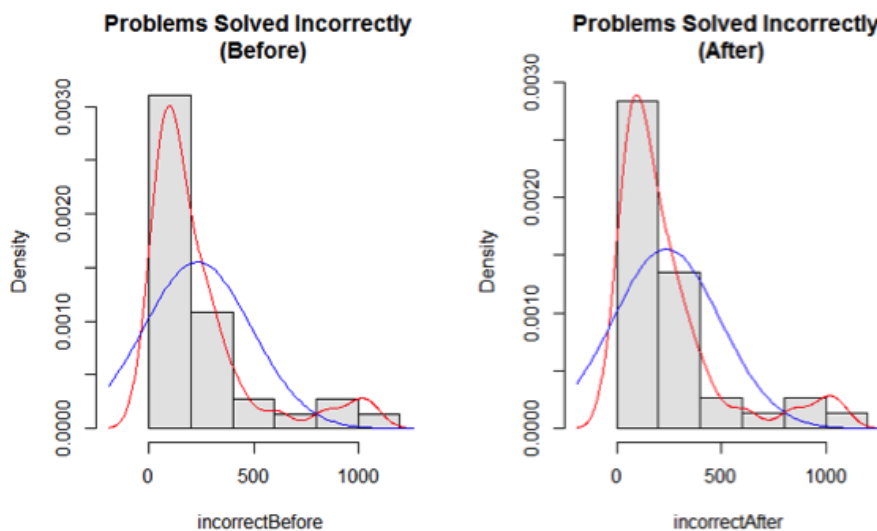 Problems Solved Incorrectly
(Before)
0.0030
0.0020
0.0010
0.0000
Density
0
500
1000
incorrectBefore
Problems Solved Incorrectly
(After)
0.0030
0.0020
0.0010
0.0000
Density
0
500
1000
incorrectAfter